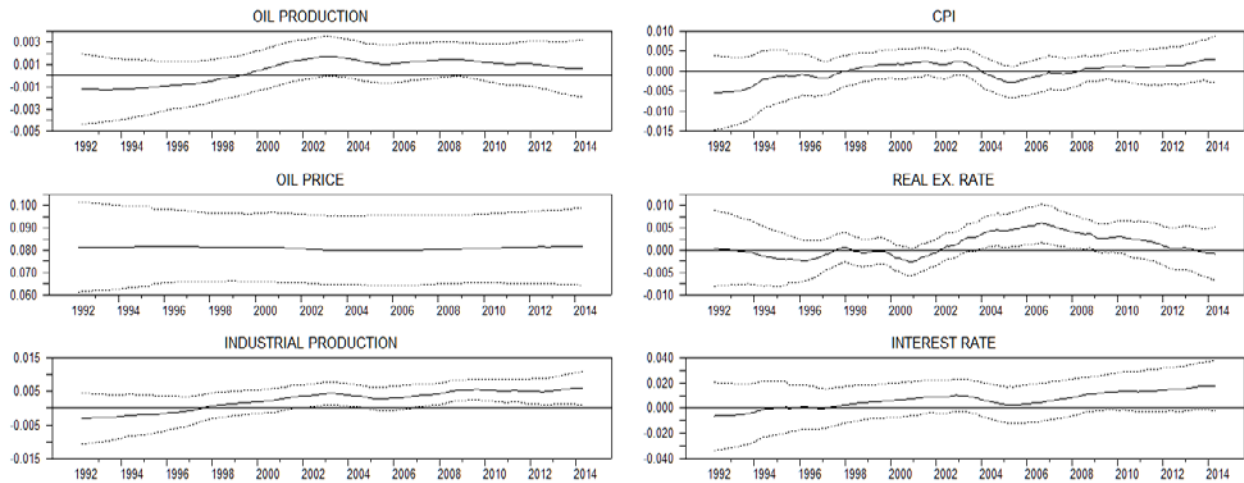 OIL PRODUCTION
0.003
0.001
-0.001
-0.003
-0.005
1992 1994 1996 1998 2000 2002 2004 2006 2008 2010 2012 2014
CPI
0.010
0.005
0.000
-0.005
-0.010
-0.015
1992 1994 1996 1998 2000 2002 2004 2006 2008 2010 2012 2014
OIL PRICE
0.100
0.090
0.080
0.070
0.060
1992 1994 1996 1998 2000 2002 2004 2006 2008 2010 2012 2014
REAL EX. RATE
0.010
0.005
0.000
-0.005
-0.010
1992 1994 1996 1998 2000 2002 2004 2006 2008 2010 2012 2014
INDUSTRIAL PRODUCTION
0.015
0.005
-0.005
-0.015
1992 1994 1996 1998 2000 2002 2004 2006 2008 2010 2012 2014
INTEREST RATE
0.040
0.020
0.000
-0.020
-0.040
1992 1994 1996 1998 2000 2002 2004 2006 2008 2010 2012 2014